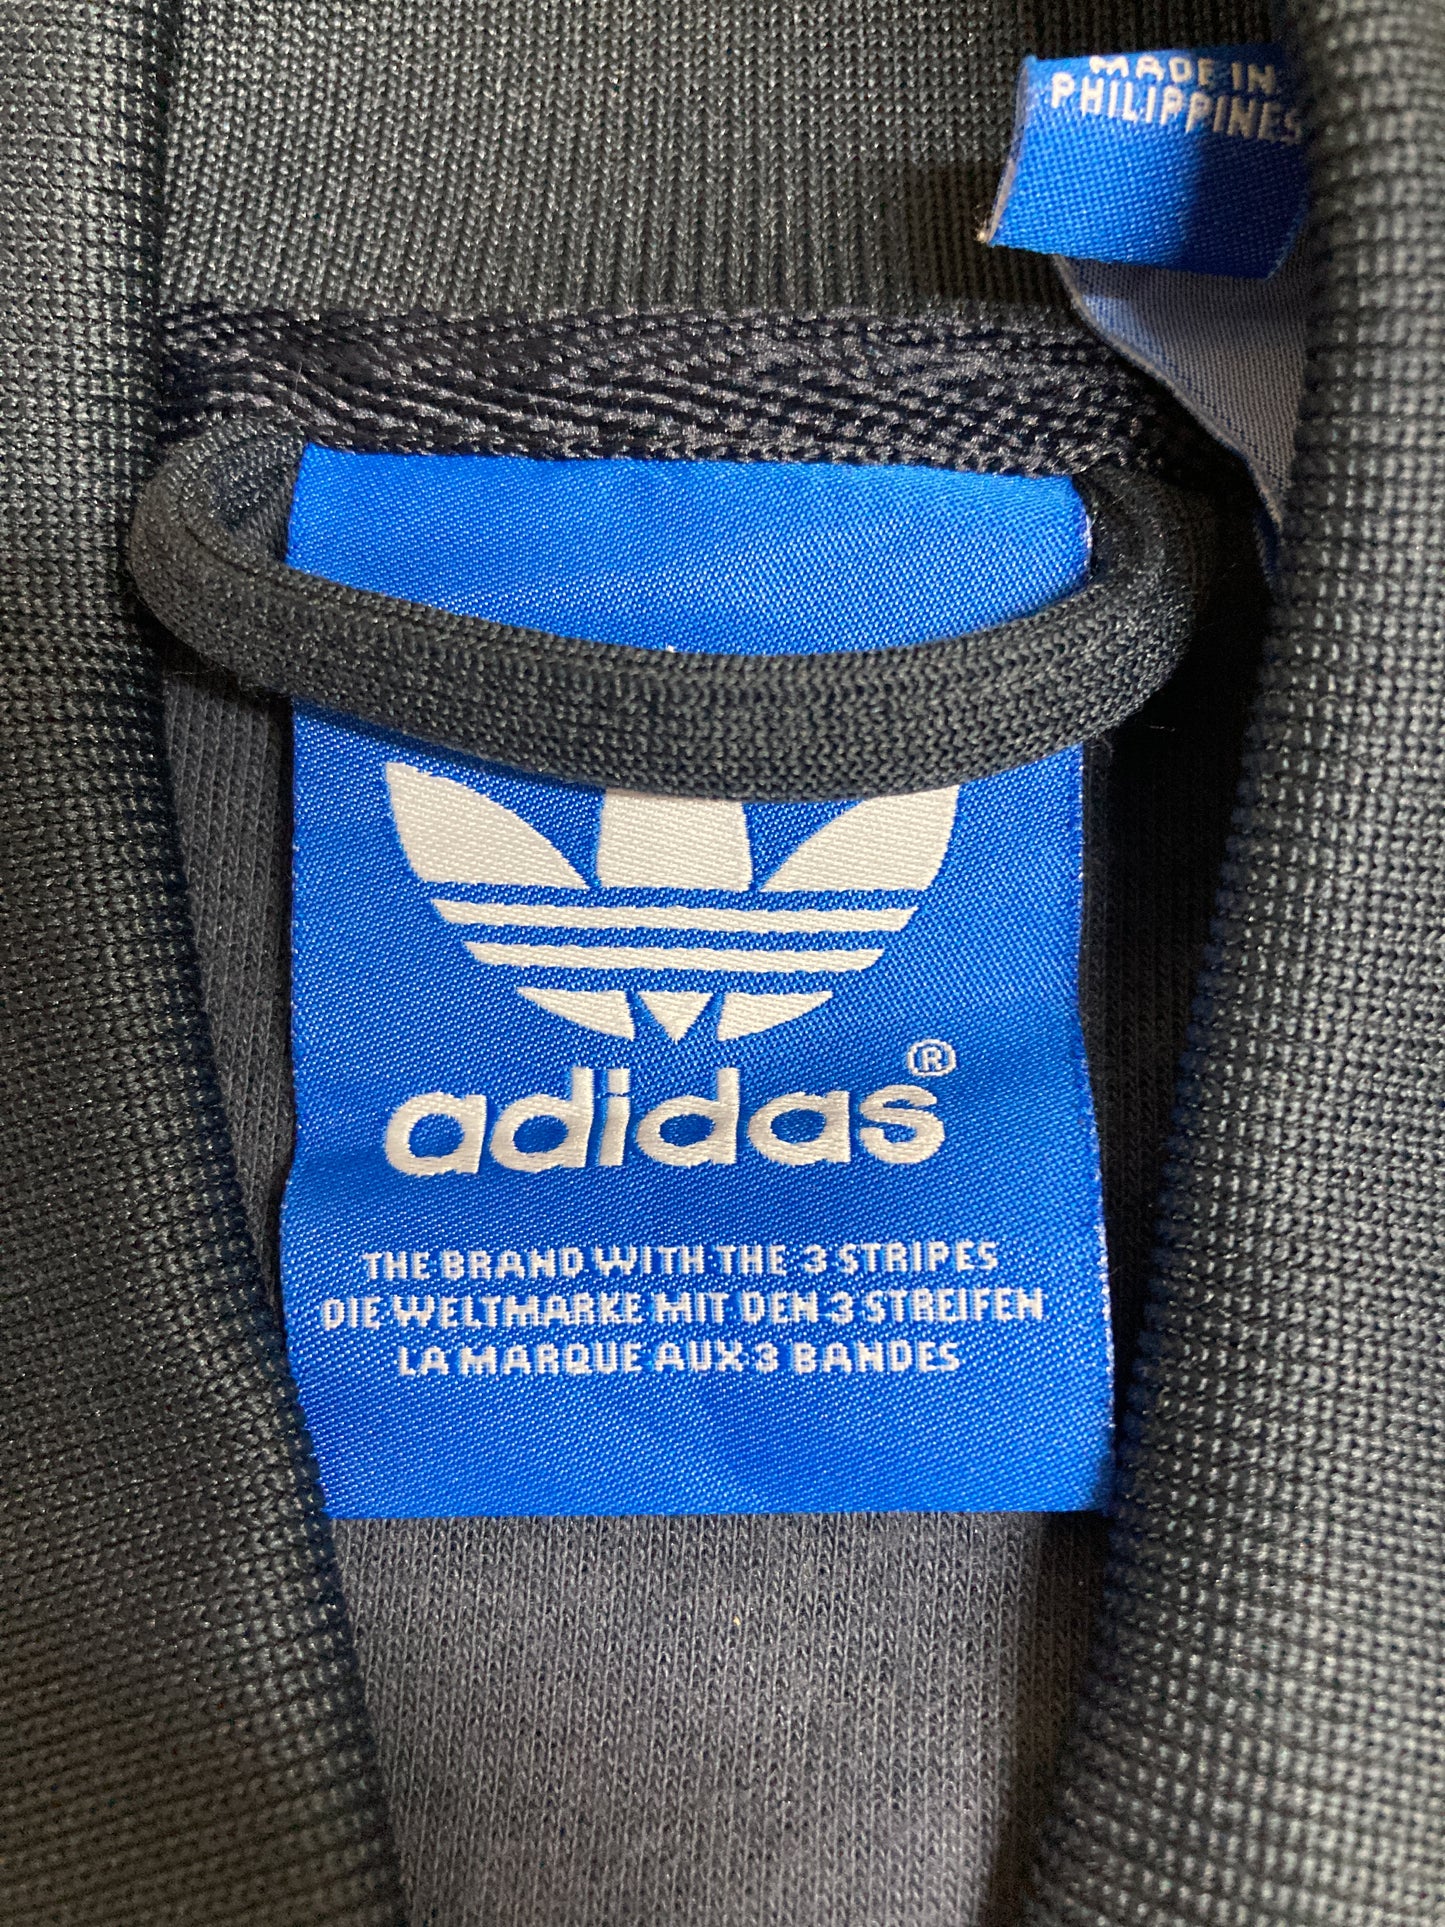 MADE IN
PHILIPPINES
adidas®
THE BRAND WITH THE 3 STRIPES
DIE WELTMARKE MIT DEN 3 STREIFEN
LA MARQUE AUX 3 BANDES